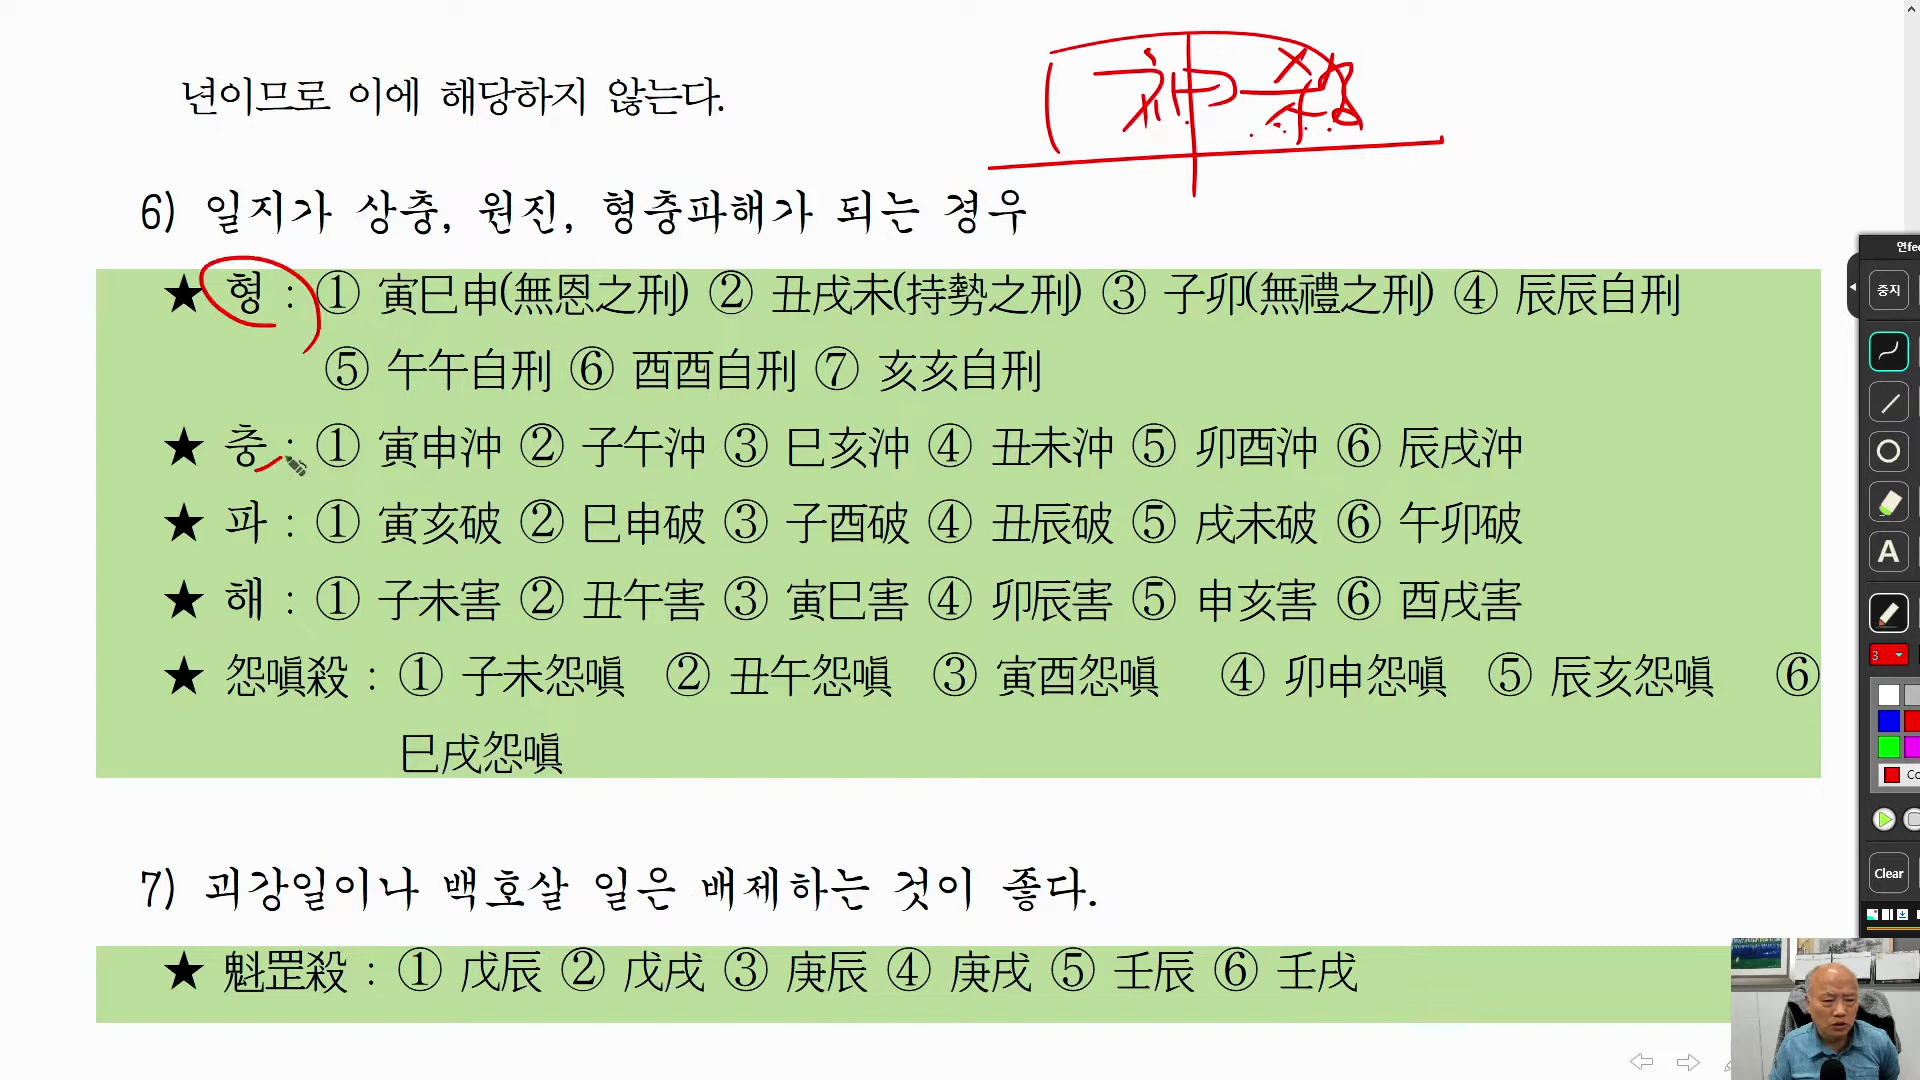 神殺
년이므로 이에 해당하지 않는다.
6) 일지가 상충, 원진, 형충파해가 되는 경우
★ 형 : ① 寅巳申(無恩之刑) ② 丑戌未(持勢之刑) ③ 子卯(無禮之刑) ④ 辰辰自刑
⑤ 午午自刑 ⑥ 酉酉自刑 ⑦ 亥亥自刑
★ 충 : ① 寅申沖 ② 子午沖 ③ 巳亥沖 ④ 丑未沖 ⑤ 卯酉沖 ⑥ 辰戌沖
★ 파 : ① 寅亥破 ② 巳申破 ③ 子酉破 ④ 丑辰破 ⑤ 戌未破 ⑥ 午卯破
★ 해 : ① 子未害 ② 丑午害 ③ 寅巳害 ④ 卯辰害 ⑤ 申亥害 ⑥ 酉戌害
★ 怨嗔殺 : ① 子未怨嗔 ② 丑午怨嗔 ③ 寅酉怨嗔 ④ 卯申怨嗔 ⑤ 辰亥怨嗔 ⑥
巳戌怨嗔
7) 괴강일이나 백호살 일은 배제하는 것이 좋다.
★ 魁罡殺 : ① 戊辰 ② 戊戌 ③ 庚辰 ④ 庚戌 ⑤ 壬辰 ⑥ 壬戌
중지
A
3
Clear